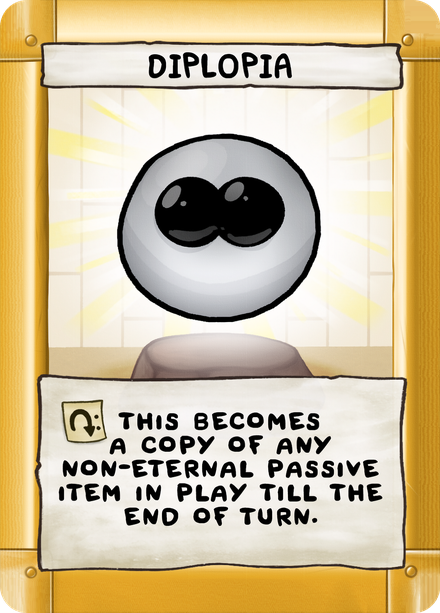 DIPLOPIA
THIS BECOMES
A COPY OF ANY
NON-ETERNAL PASSIVE
ITEM IN PLAY TILL THE
END OF TURN.